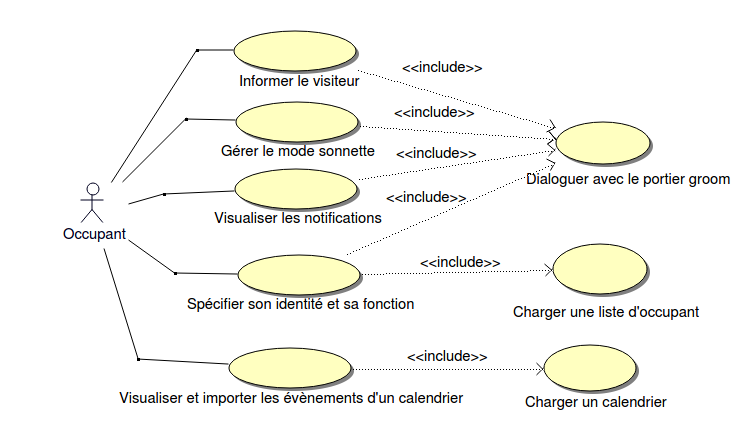 <<include>>
Informer le visiteur
<<include>>
Gérer le mode sonnette
<<include>>
Dialoguer avec le portier groom
<<include>>
Visualiser les notifications
Occupant
<<include>>
Spécifier son identité et sa fonction
Charger une liste d'occupant
<<include>>
Visualiser et importer les évènements d'un calendrier
Charger un calendrier